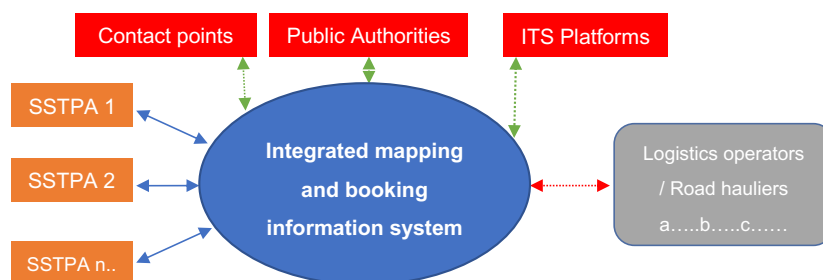 Contact points
Public Authorities
ITS Platforms
SSTPA 1
SSTPA 2
SSTPA n..
Integrated mapping
and booking
information system
Logistics operators
/ Road hauliers
a.....b.....c......